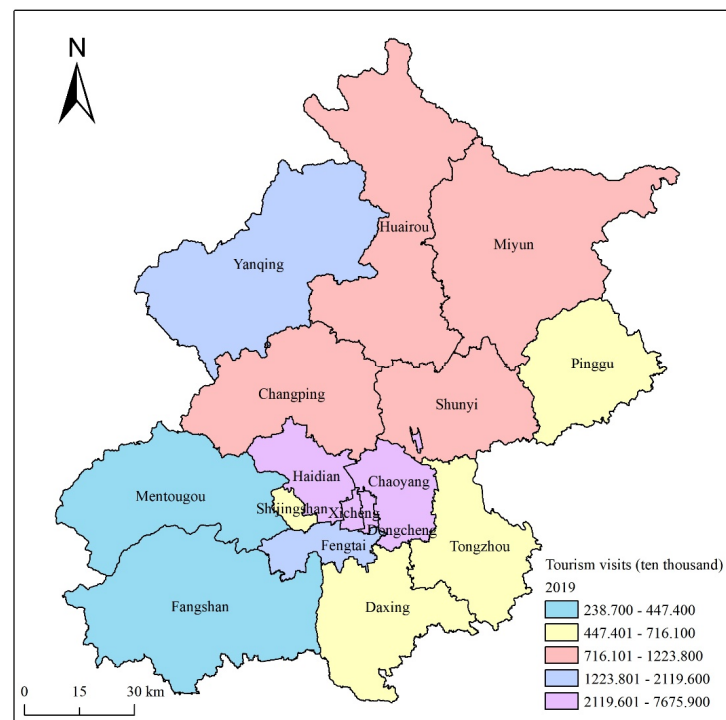 N
Huairou
Miyun
Yanqing
Pinggu
Changping
Shunyi
Haidian
Chaoyang
Mentougou
Shijingshan
Xicheng
Dongcheng
Fengtai
Tongzhou
Fangshan
Daxing
Tourism visits (ten thousand)
2019
238.700 - 447.400
447.401 - 716.100
716.101 - 1223.800
1223.801 - 2119.600
2119.601 - 7675.900
0 15 30 km